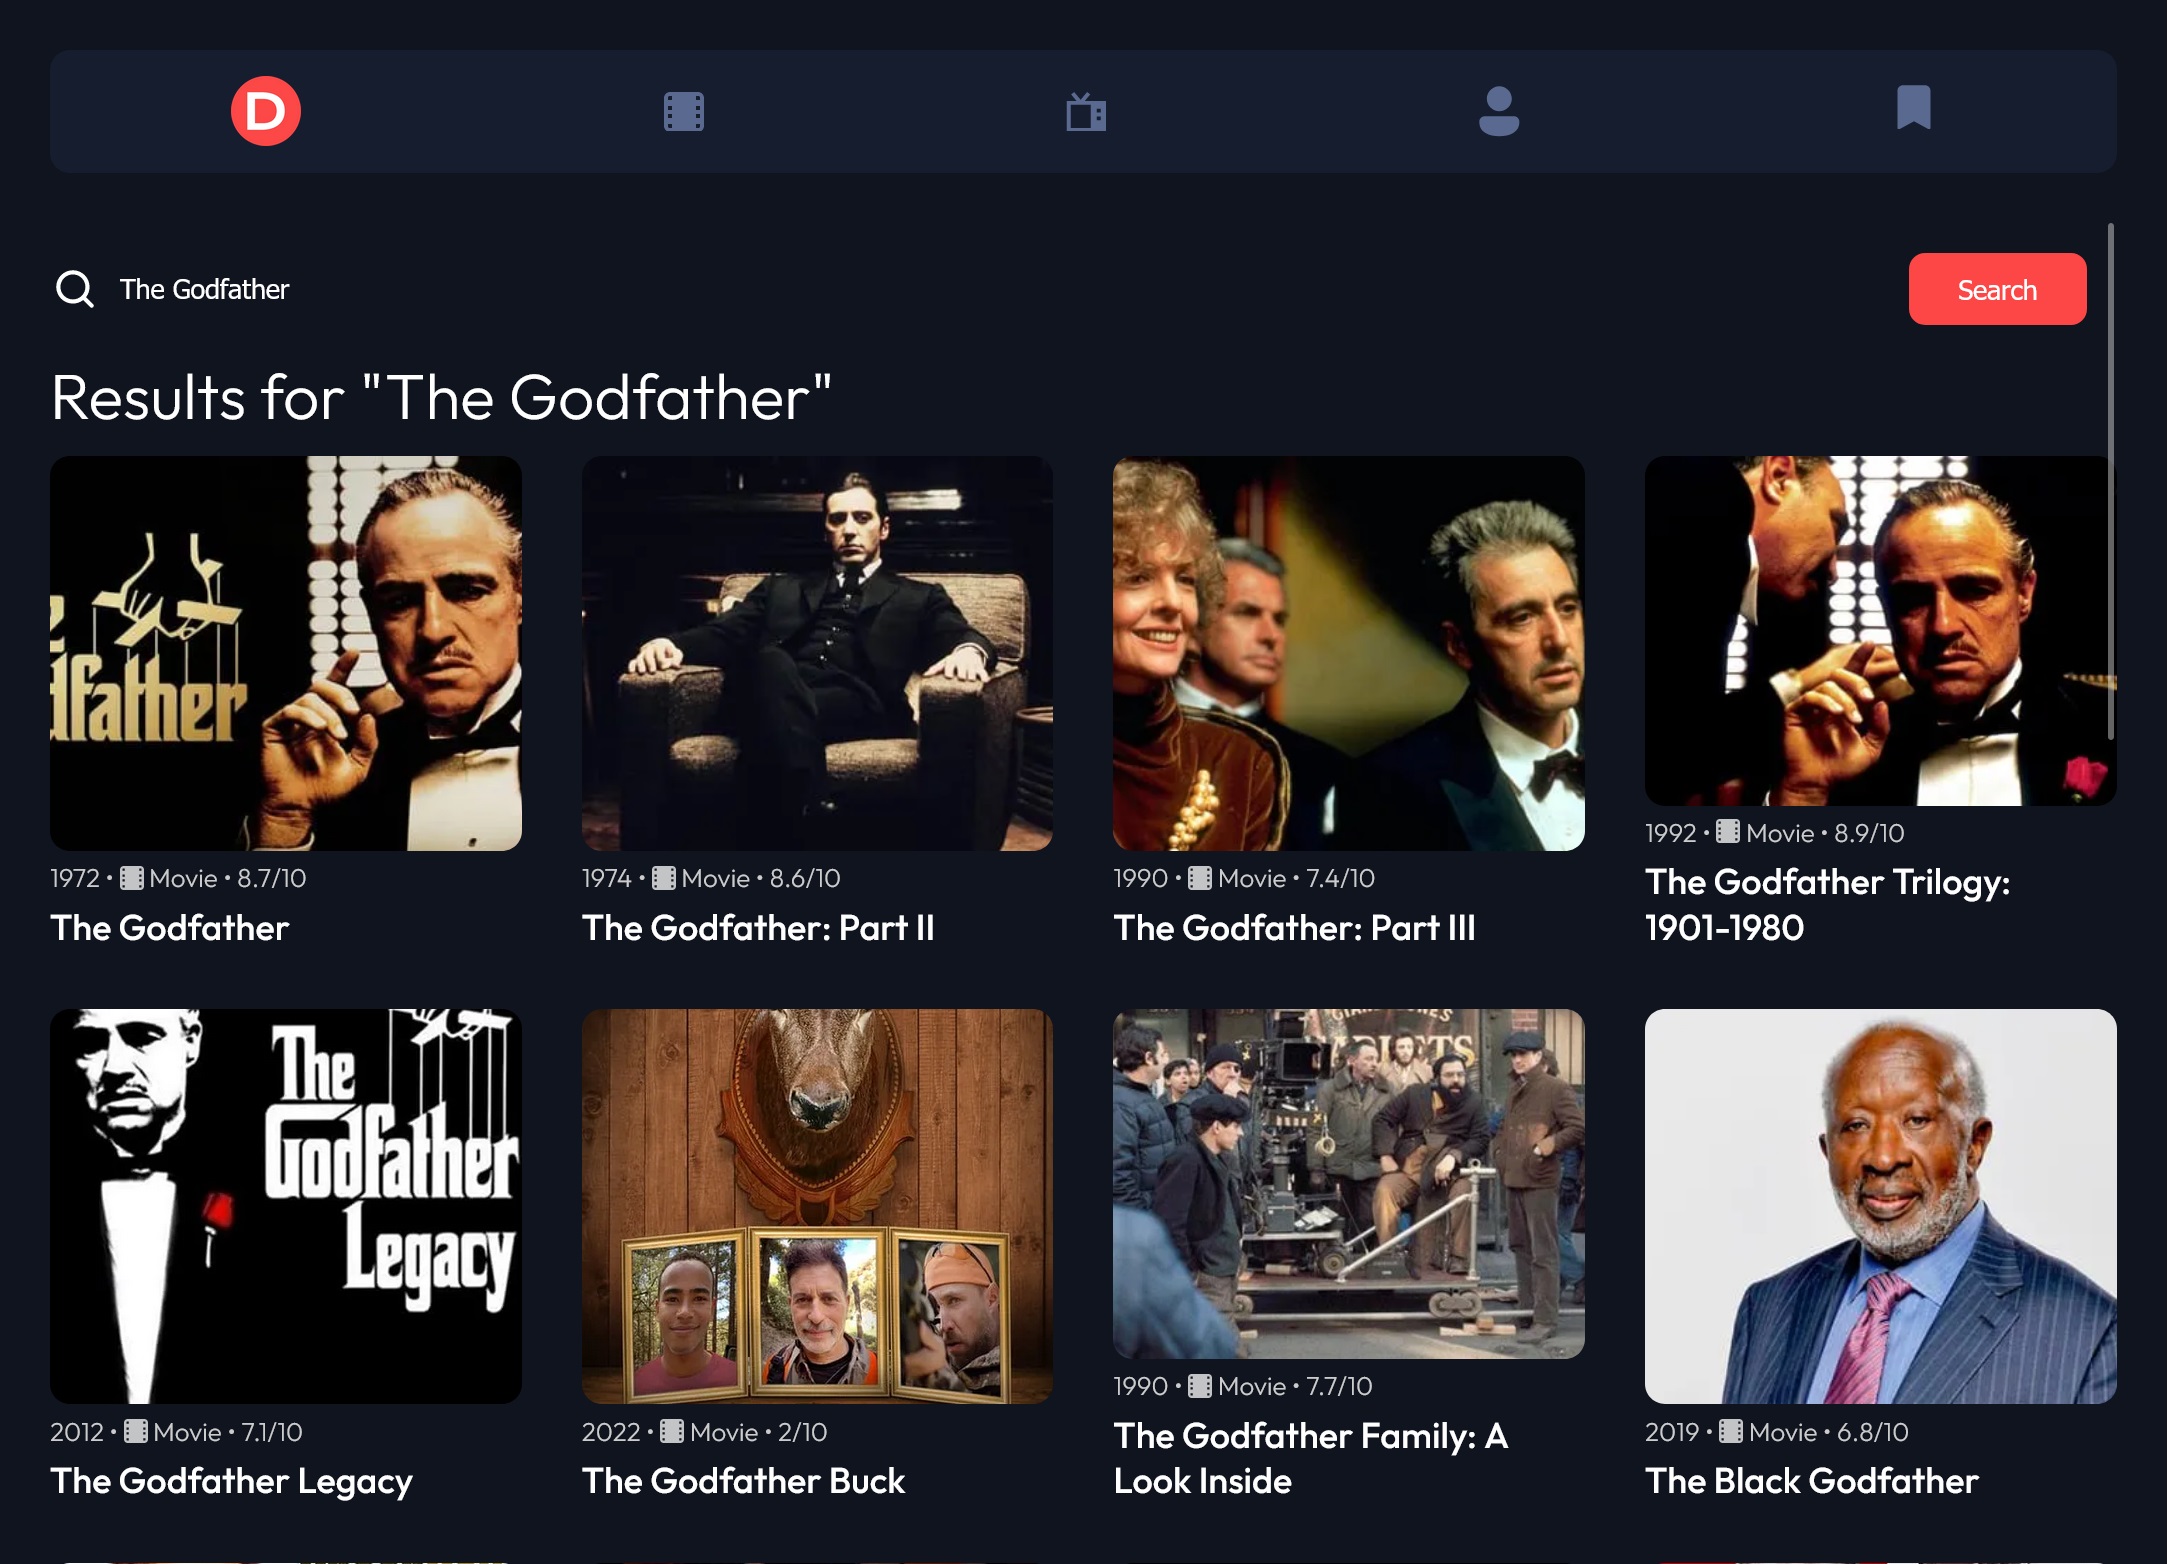 D
The Godfather
Search
Results for "The Godfather"
dfather
1972 • Movie • 8.7/10
The Godfather
1974 • Movie • 8.6/10
The Godfather: Part II
1990 • Movie • 7.4/10
The Godfather: Part III
1992 • Movie • 8.9/10
The Godfather Trilogy:
1901-1980
The
Godfather
Legacy
2012 • Movie • 7.1/10
The Godfather Legacy
2022 • Movie • 2/10
The Godfather Buck
1990 • Movie • 7.7/10
The Godfather Family: A
Look Inside
2019 • Movie • 6.8/10
The Black Godfather